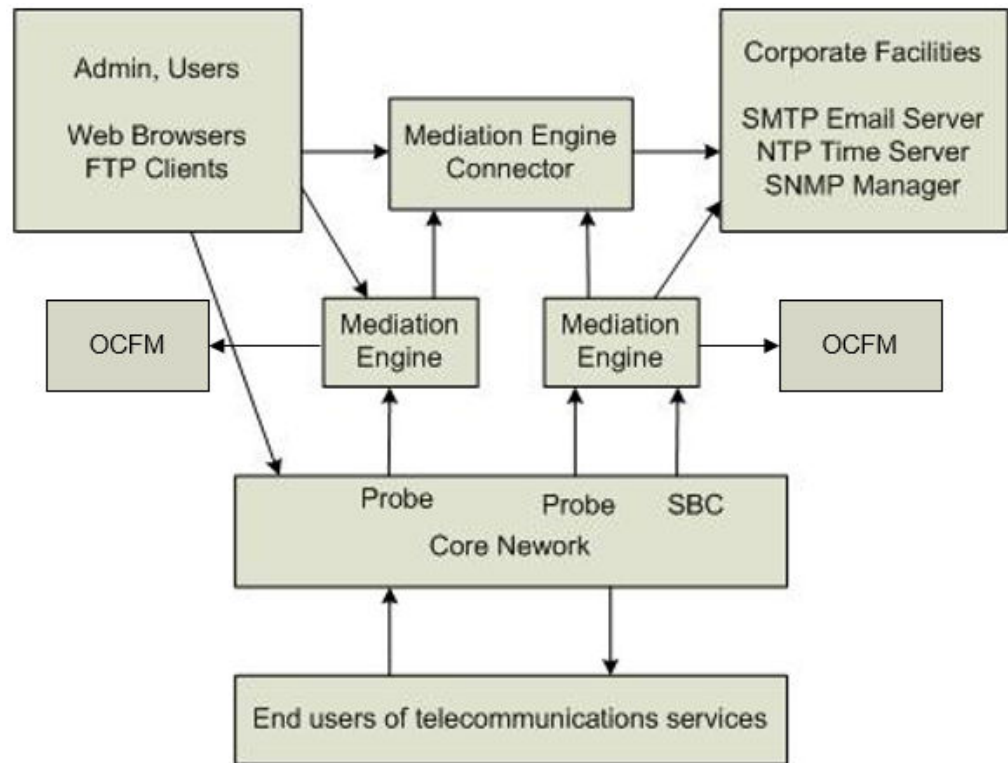 Admin, Users
Web Browsers
FTP Clients
Mediation Engine
Connector
Corporate Facilities
SMTP Email Server
NTP Time Server
SNMP Manager
OCFM
Mediation
Engine
Mediation
Engine
OCFM
Probe
Probe
SBC
Core Nework
End users of telecommunications services